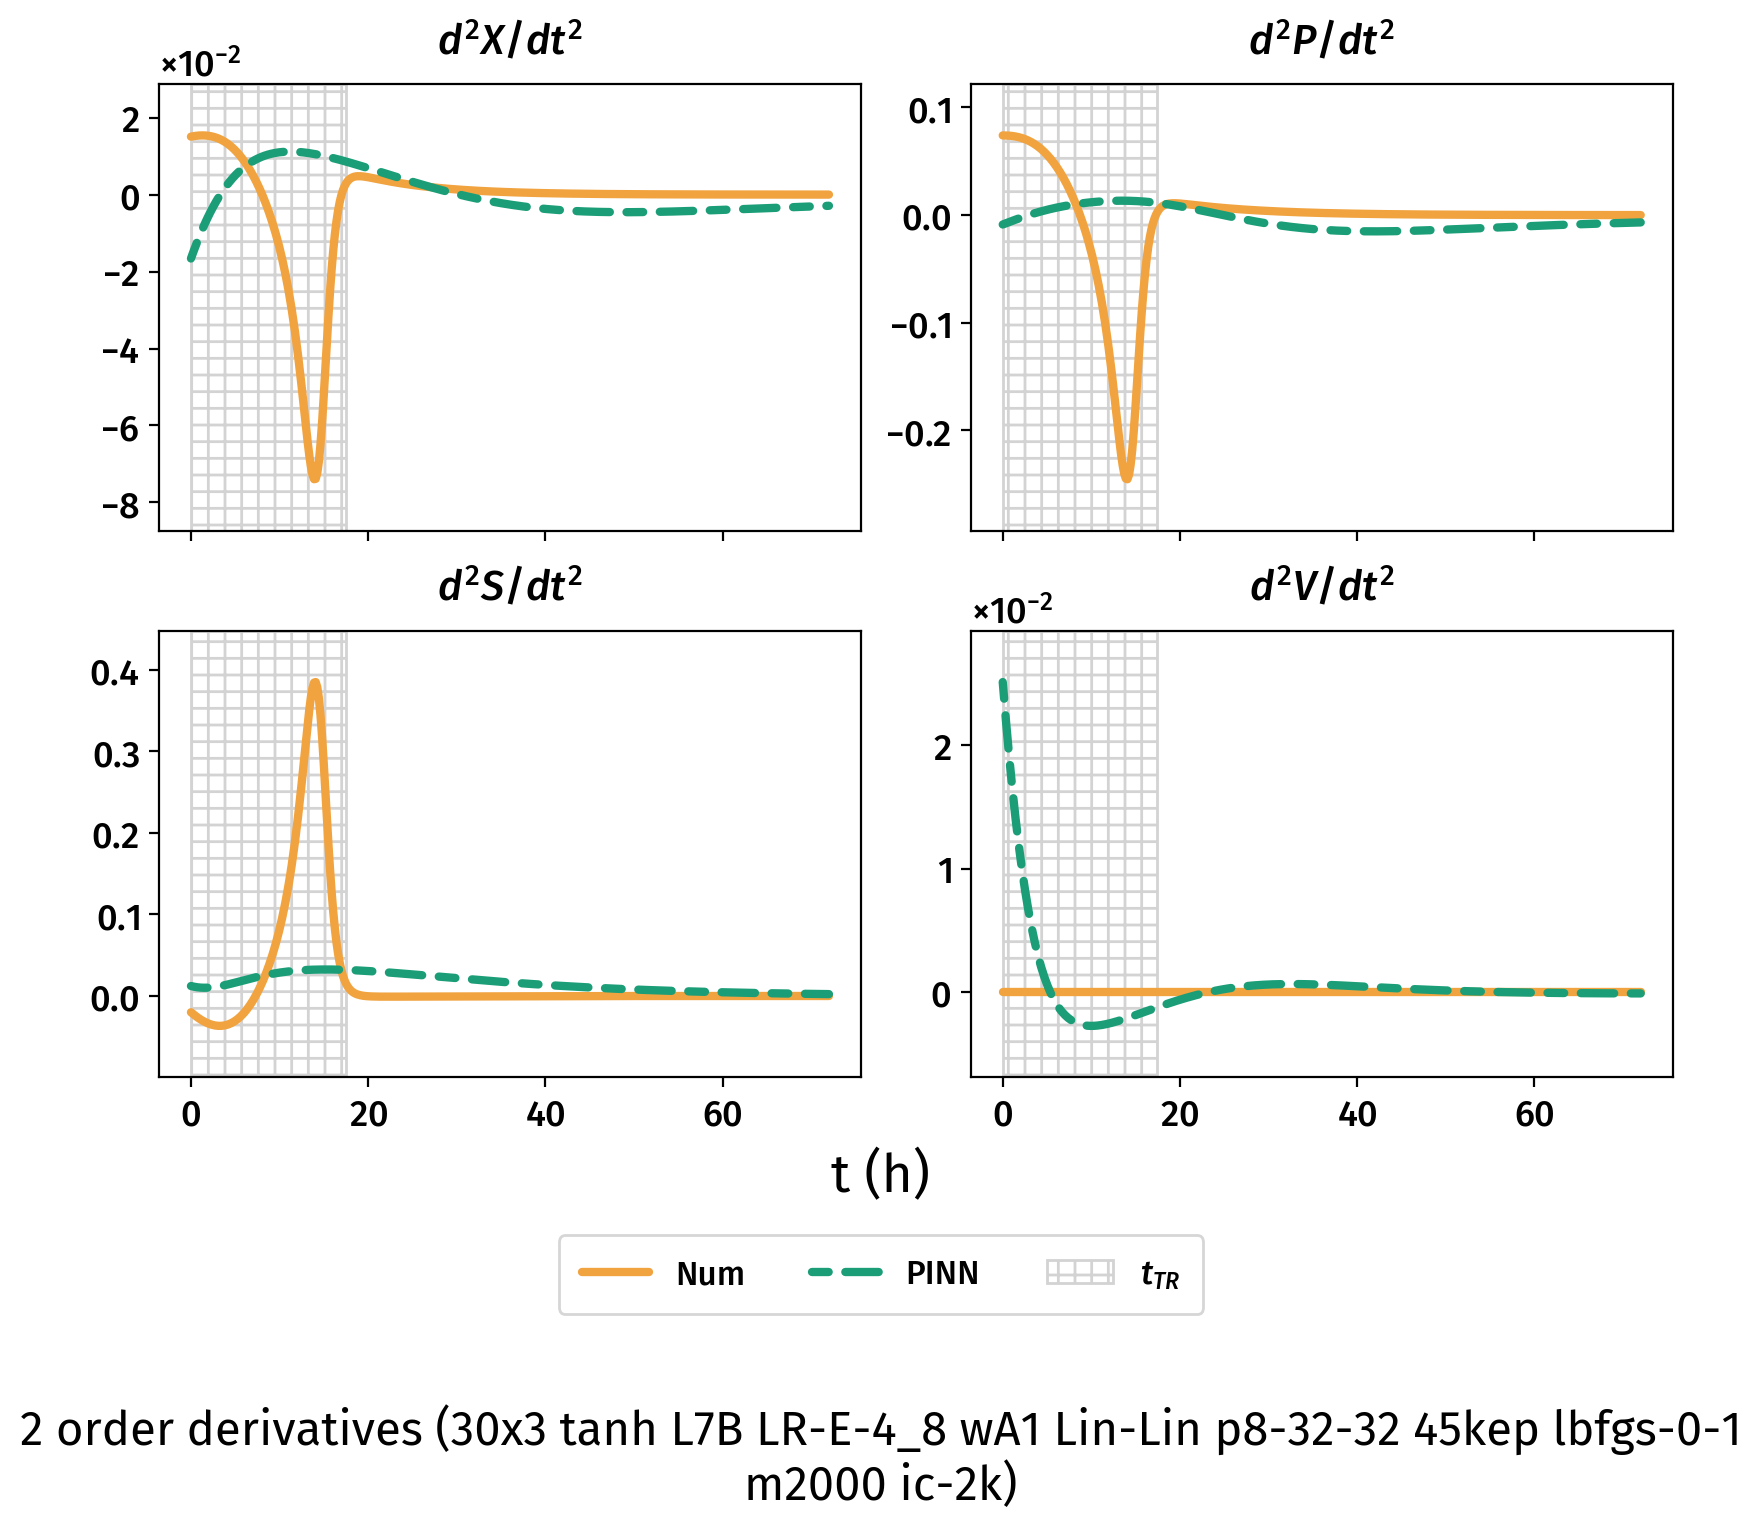 d²X/dt²
×10⁻²
2
0
−2
−4
−6
−8
d²P/dt²
0.1
0.0
−0.1
−0.2
d²S/dt²
0.4
0.3
0.2
0.1
0.0
0 20 40 60
d²V/dt²
×10⁻²
2
1
0
0 20 40 60
t (h)
Num PINN t_TR
2 order derivatives (30x3 tanh L7B LR-E-4_8 wA1 Lin-Lin p8-32-32 45kep lbfgs-0-1
m2000 ic-2k)